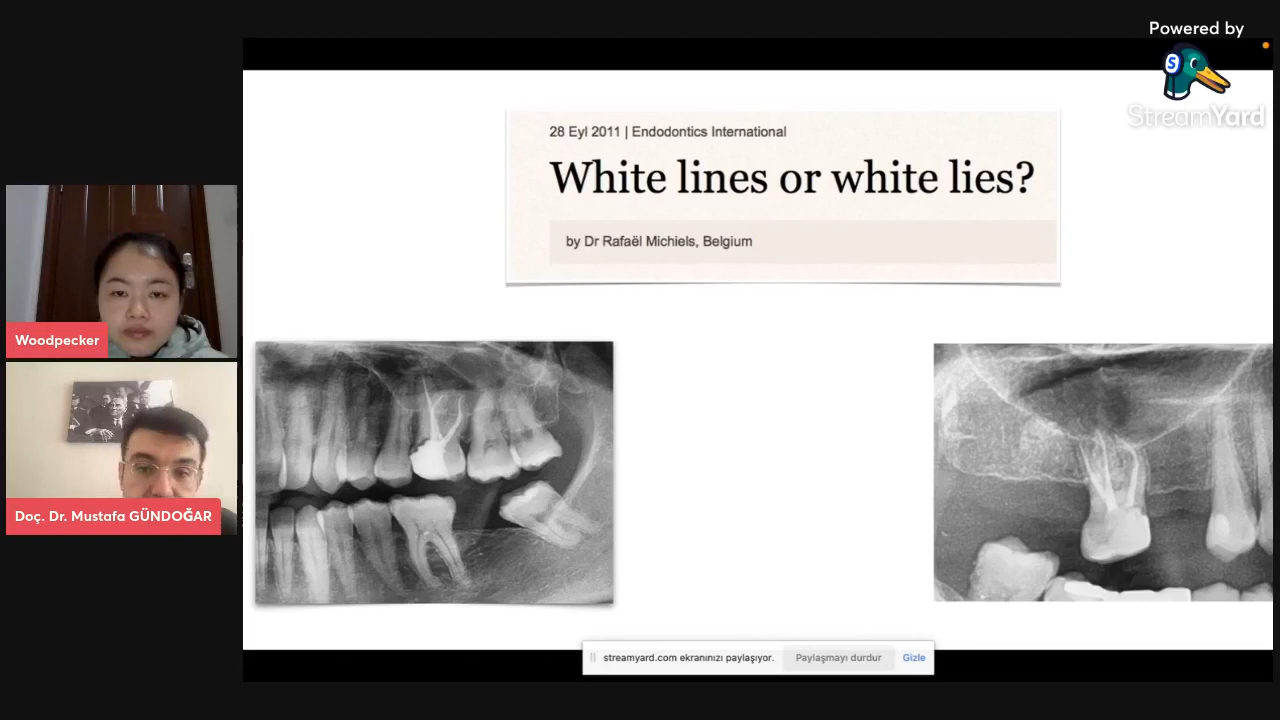 Powered by
StreamYard
28 Eyl 2011 | Endodontics International
White lines or white lies?
by Dr Rafaël Michiels, Belgium
Woodpecker
Doç. Dr. Mustafa GÜNDOĞAR
streamyard.com ekranınızı paylaşıyor.
Paylaşmayı durdur
Gizle